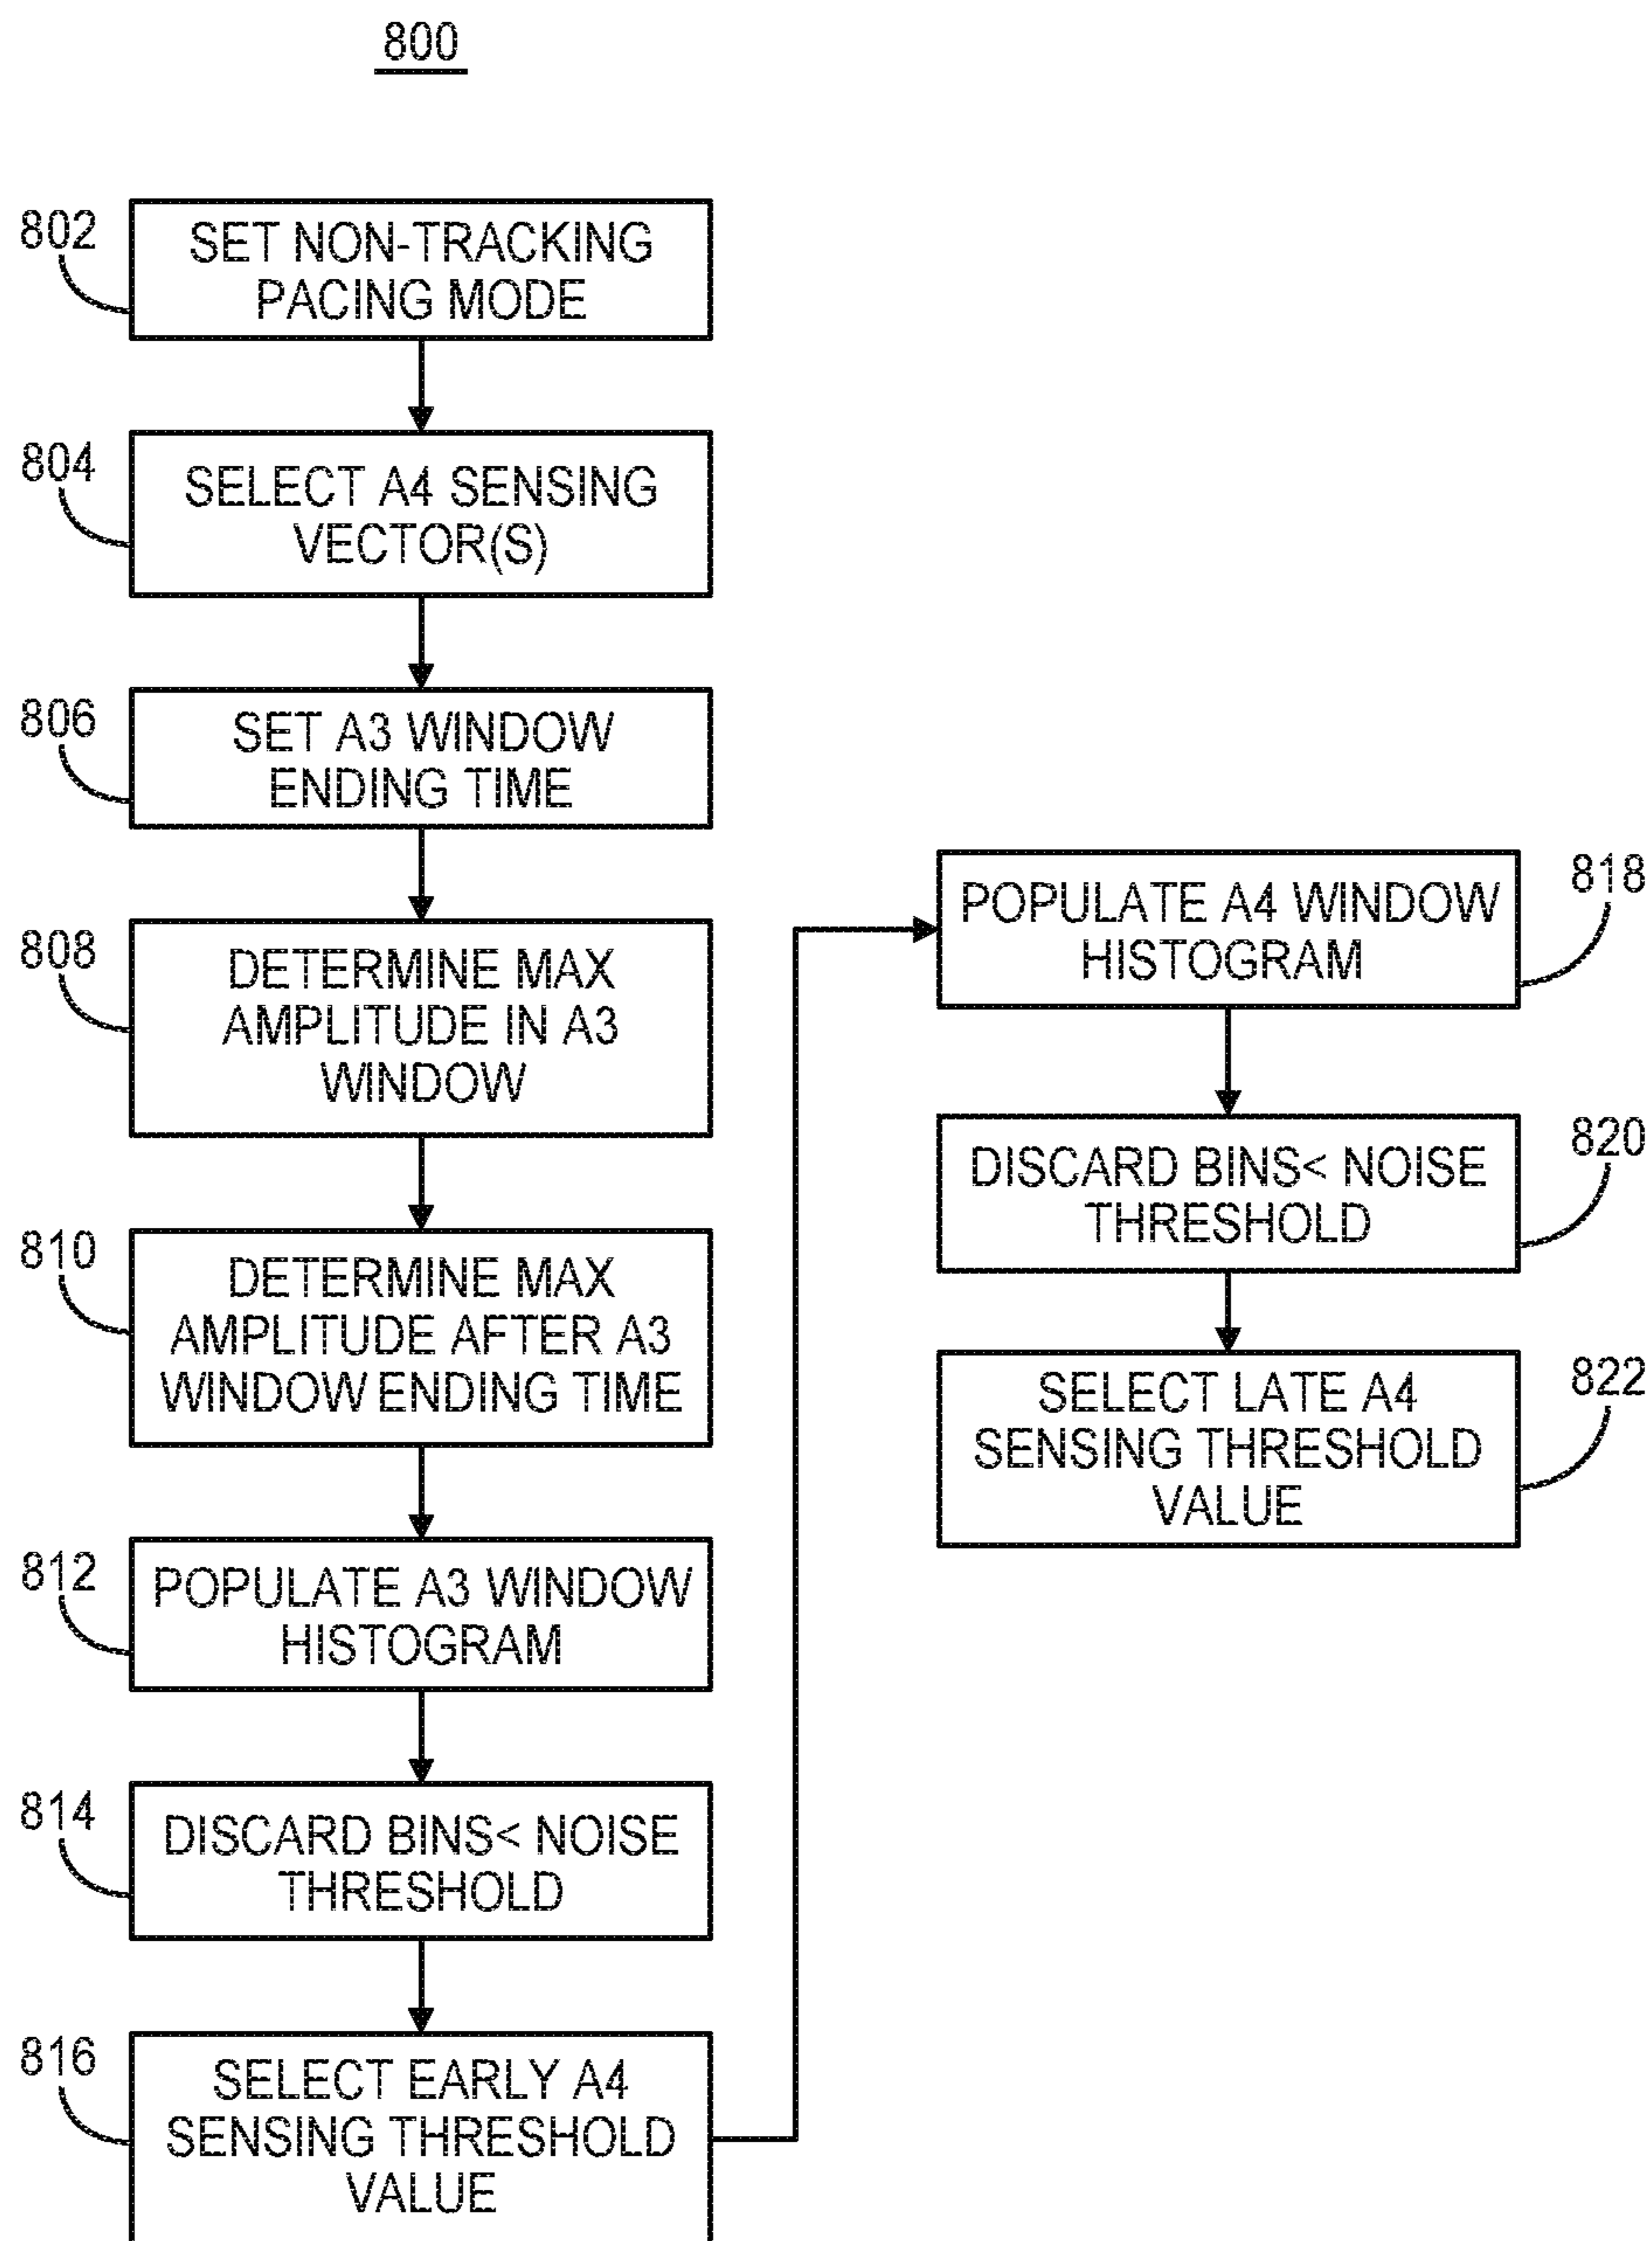 800
802
SET NON-TRACKING
PACING MODE
804
SELECT A4 SENSING
VECTOR(S)
806
SET A3 WINDOW
ENDING TIME
808
DETERMINE MAX
AMPLITUDE IN A3
WINDOW
810
DETERMINE MAX
AMPLITUDE AFTER A3
WINDOW ENDING TIME
812
POPULATE A3 WINDOW
HISTOGRAM
814
DISCARD BINS< NOISE
THRESHOLD
816
SELECT EARLY A4
SENSING THRESHOLD
VALUE
818
POPULATE A4 WINDOW
HISTOGRAM
820
DISCARD BINS< NOISE
THRESHOLD
822
SELECT LATE A4
SENSING THRESHOLD
VALUE